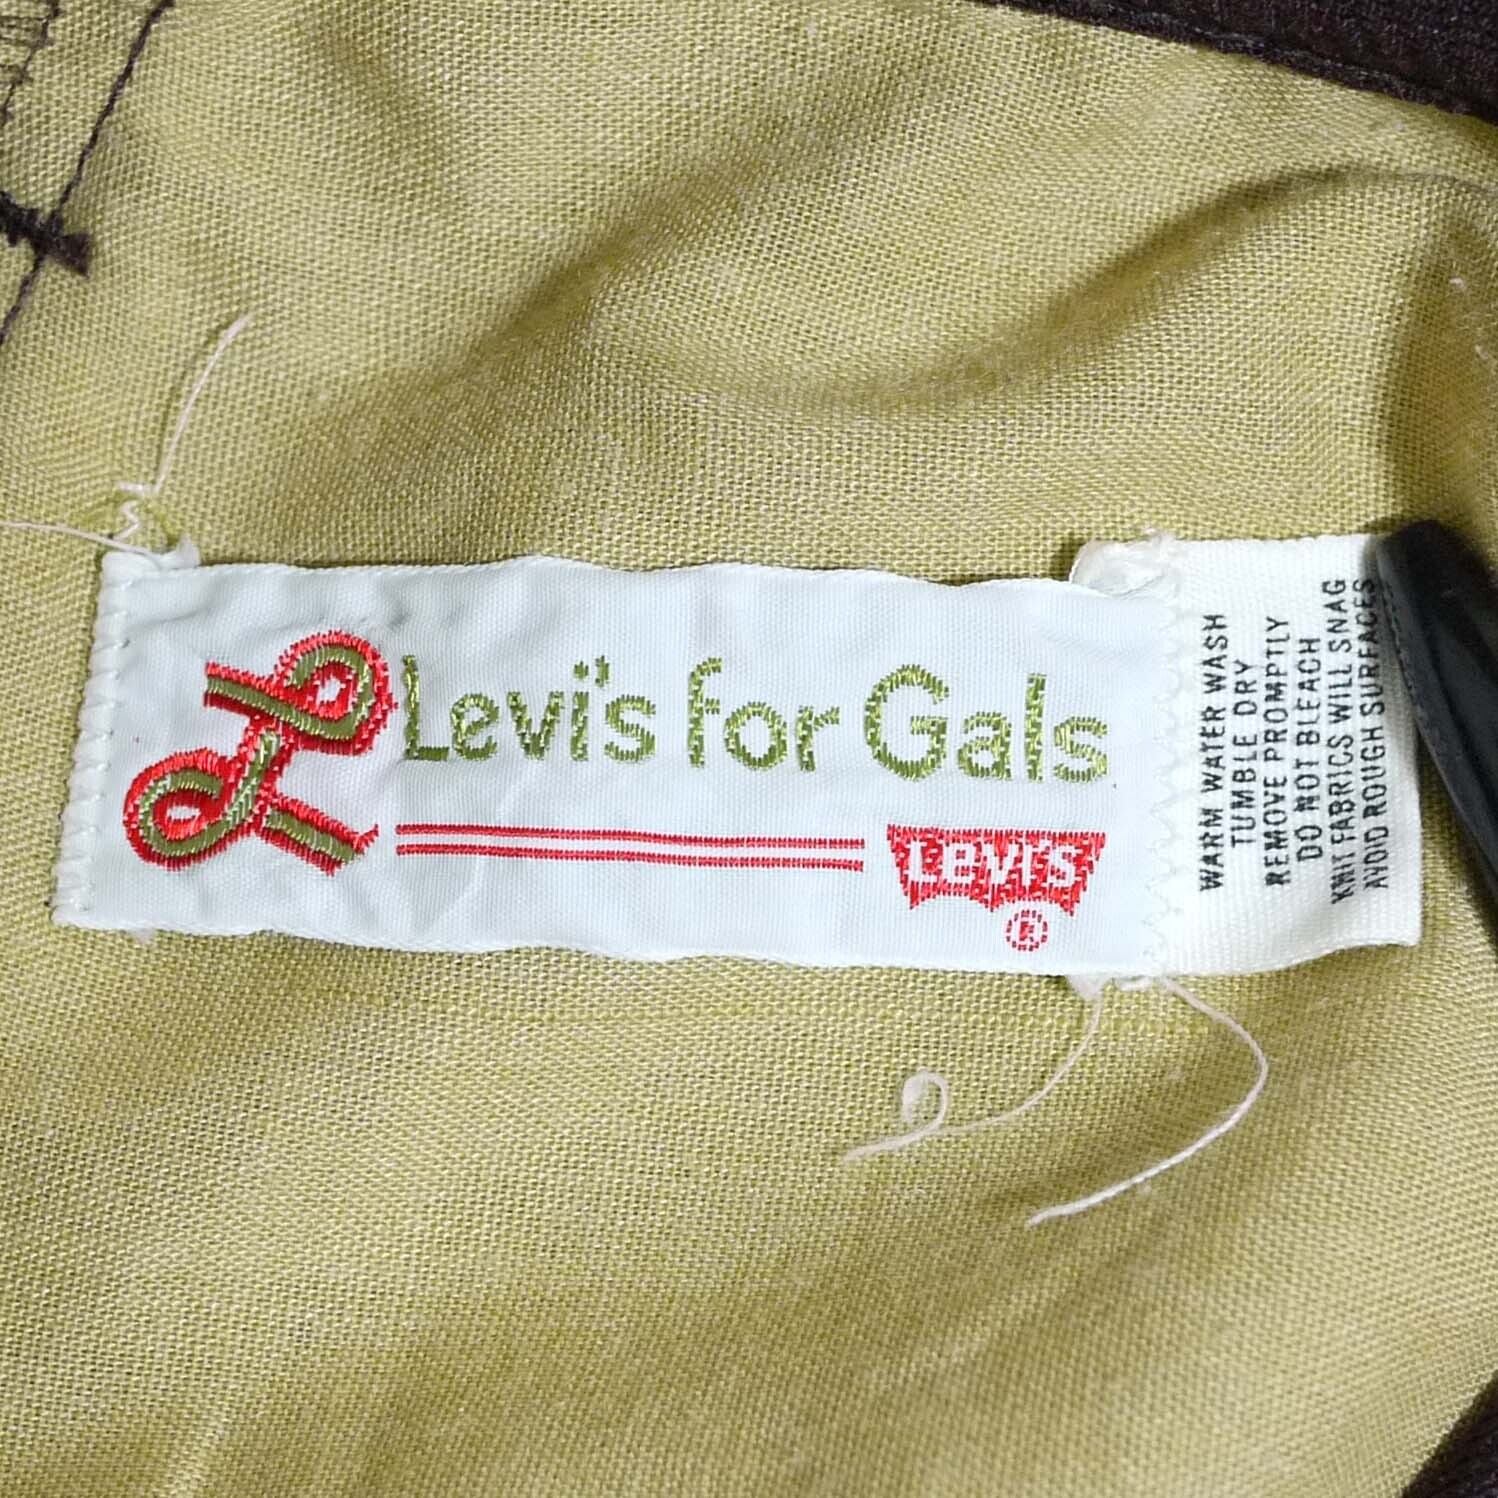 L Levi's for Gals
Levi's
®
WARM WATER WASH
TUMBLE DRY
REMOVE PROMPTLY
DO NOT BLEACH
KNIT FABRICS WILL SNAG
AVOID ROUGH SURFACES